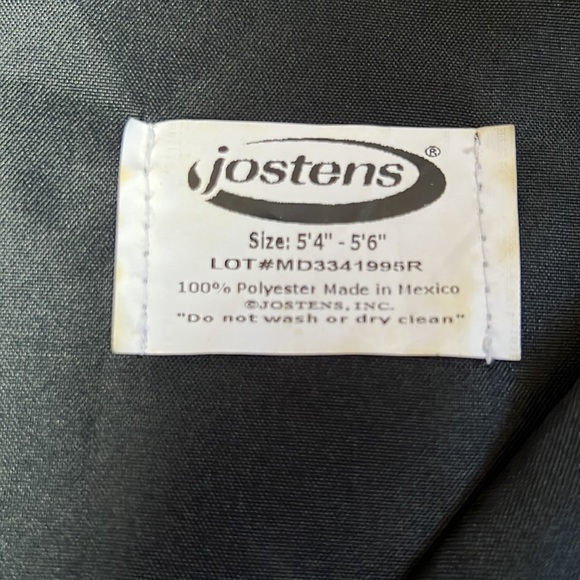 jostens®
Size: 5'4" - 5'6"
LOT#MD3341995R
100% Polyester Made in Mexico
©JOSTENS, INC.
"Do not wash or dry clean"